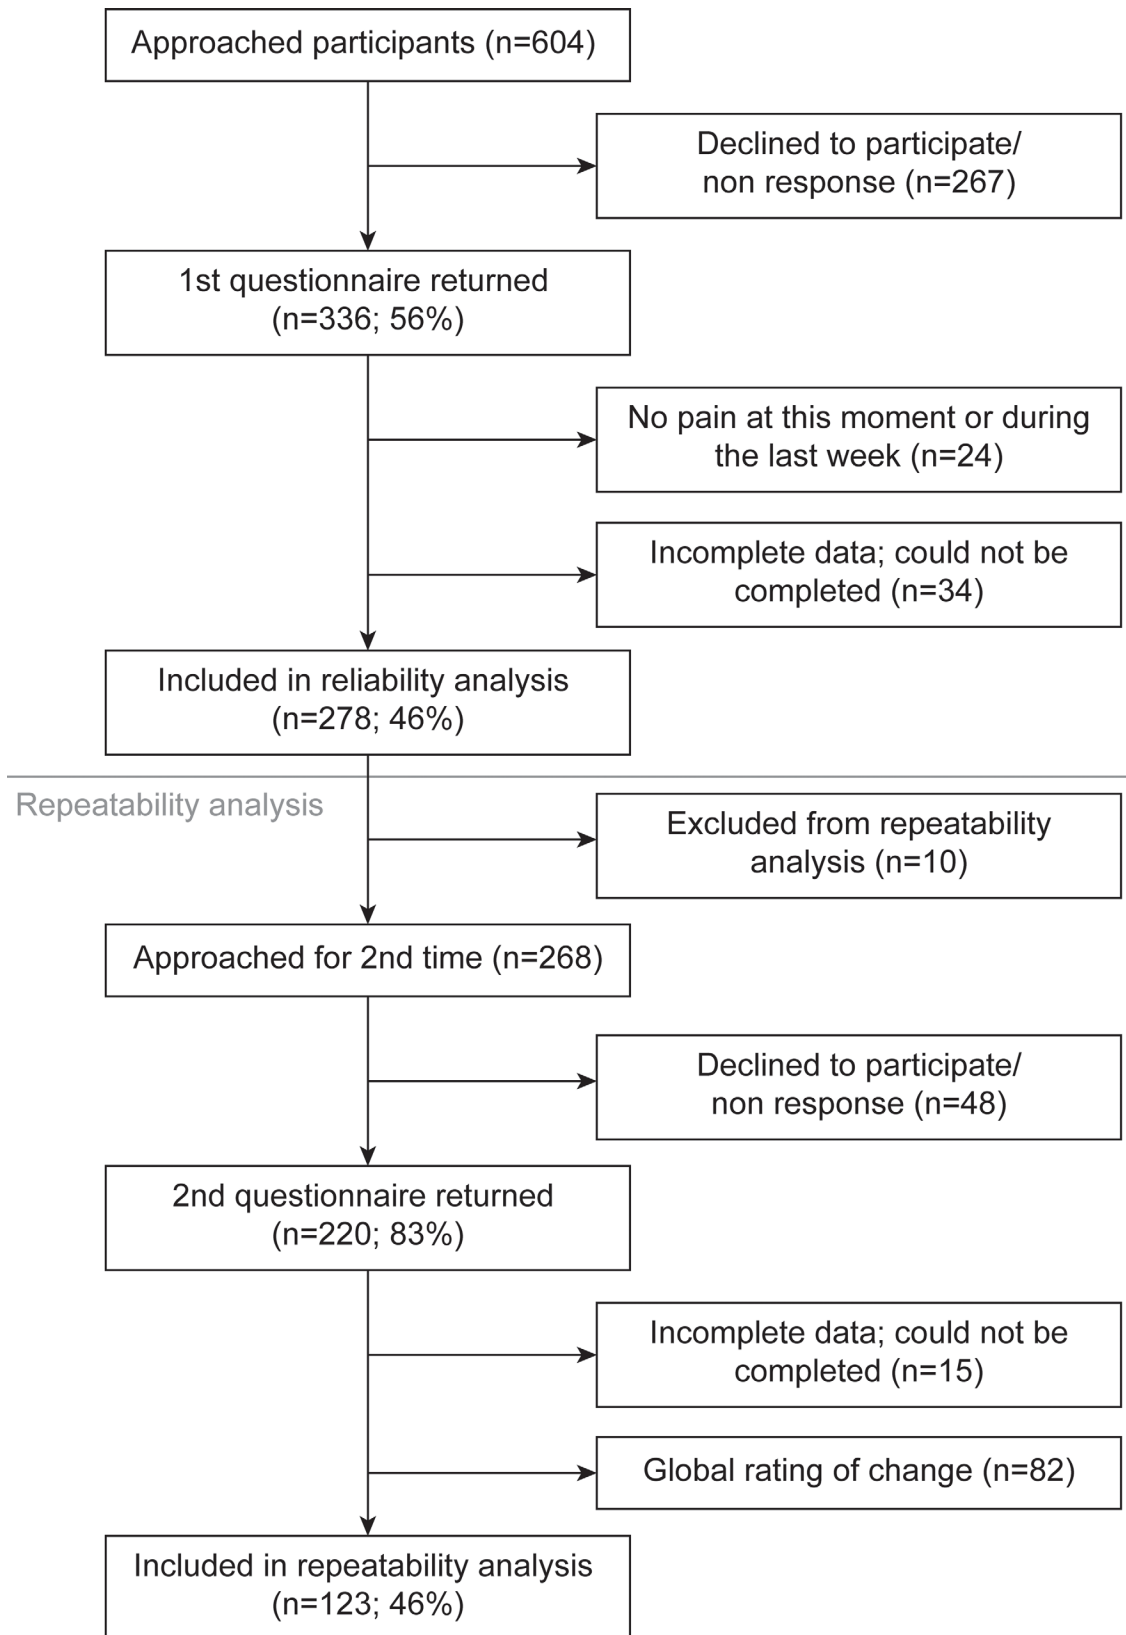 Approached participants (n=604)
Declined to participate/
non response (n=267)
1st questionnaire returned
(n=336; 56%)
No pain at this moment or during
the last week (n=24)
Incomplete data; could not be
completed (n=34)
Included in reliability analysis
(n=278; 46%)
Repeatability analysis
Excluded from repeatability
analysis (n=10)
Approached for 2nd time (n=268)
Declined to participate/
non response (n=48)
2nd questionnaire returned
(n=220; 83%)
Incomplete data; could not be
completed (n=15)
Global rating of change (n=82)
Included in repeatability analysis
(n=123; 46%)